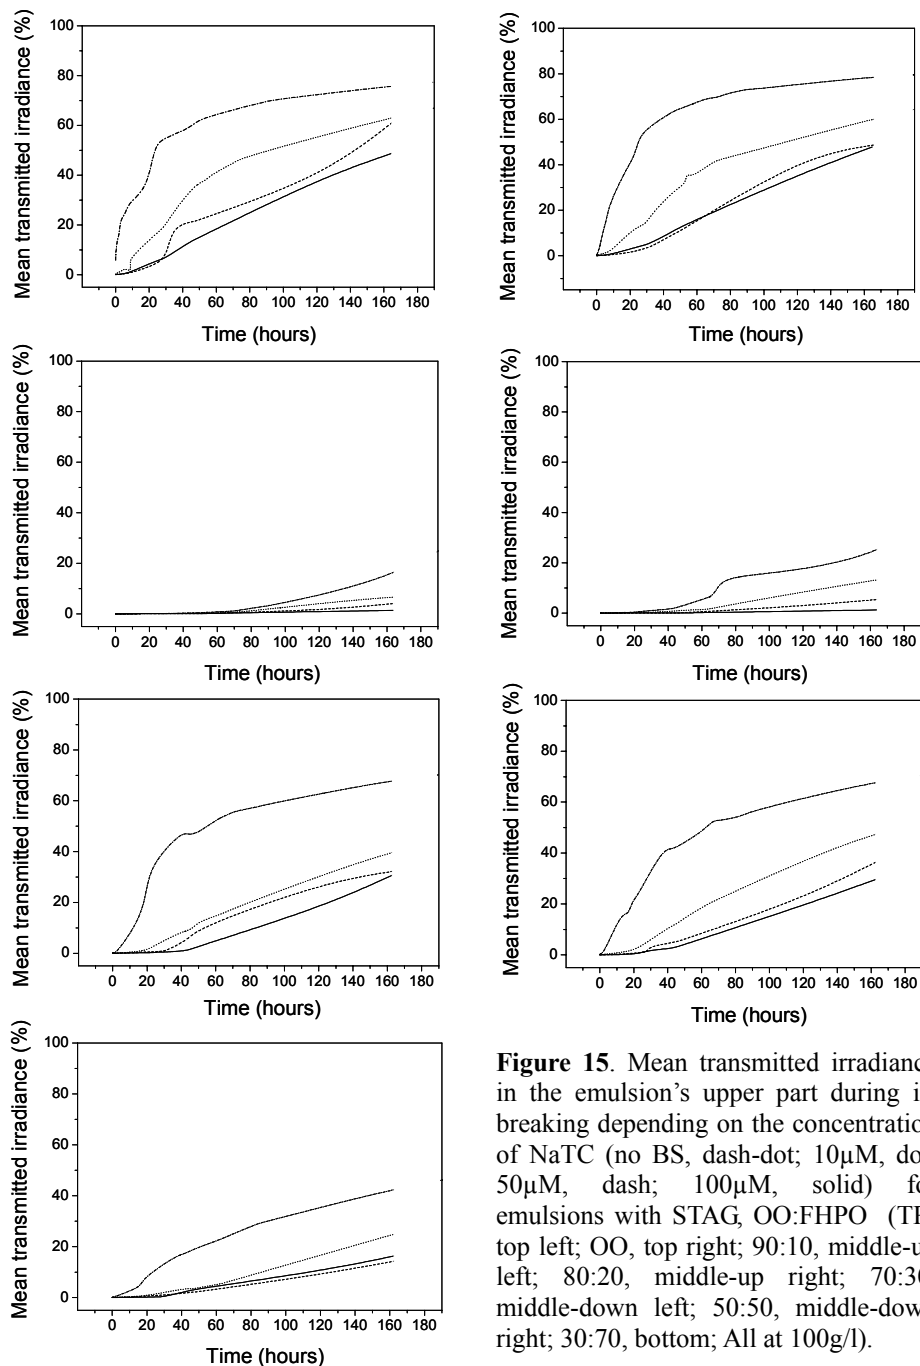 Mean transmitted irradiance (%)
100
80
60
40
20
0
0 20 40 60 80 100 120 140 160 180
Time (hours)
Mean transmitted irradiance (%)
100
80
60
40
20
0
0 20 40 60 80 100 120 140 160 180
Time (hours)
Mean transmitted irradiance (%)
100
80
60
40
20
0
0 20 40 60 80 100 120 140 160 180
Time (hours)
Mean transmitted irradiance (%)
100
80
60
40
20
0
0 20 40 60 80 100 120 140 160 180
Time (hours)
Mean transmitted irradiance (%)
100
80
60
40
20
0
0 20 40 60 80 100 120 140 160 180
Time (hours)
Mean transmitted irradiance (%)
100
80
60
40
20
0
0 20 40 60 80 100 120 140 160 180
Time (hours)
Mean transmitted irradiance (%)
100
80
60
40
20
0
0 20 40 60 80 100 120 140 160 180
Time (hours)
Figure 15. Mean transmitted irradianc
in the emulsion's upper part during i
breaking depending on the concentratio
of NaTC (no BS, dash-dot; 10µM, do
50µM, dash; 100µM, solid) fo
emulsions with STAG, OO:FHPO
top left; OO, top right; 90:10, middle-u
left; 80:20, middle-up right; 70:30
middle-down left; 50:50, middle-dow
right; 30:70, bottom; All at 100g/l).